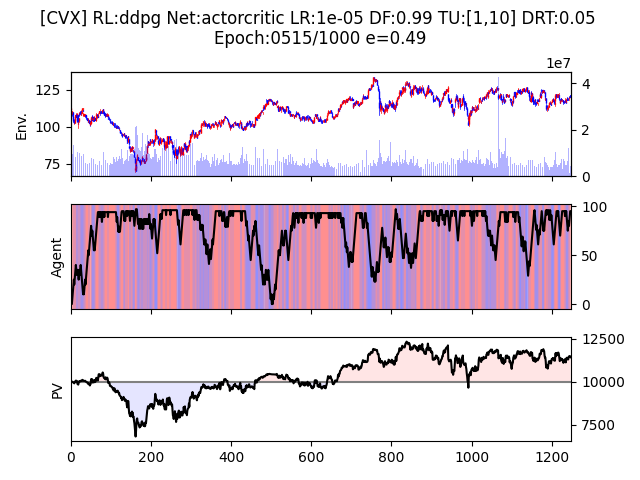 [CVX] RL:ddpg Net:actorcritic LR:1e-05 DF:0.99 TU:[1,10] DRT:0.05
Epoch:0515/1000 e=0.49
1e7
125
100
75
Env.
4
2
0
Agent
100
50
0
PV
12500
10000
7500
0 200 400 600 800 1000 1200